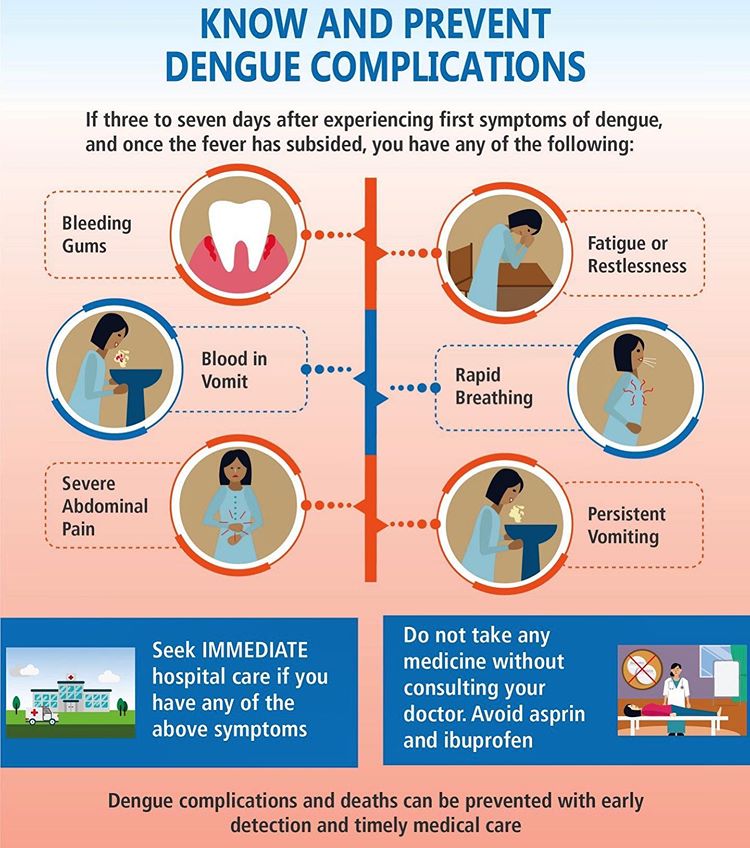 KNOW AND PREVENT
DENGUE COMPLICATIONS
If three to seven days after experiencing first symptoms of dengue,
and once the fever has subsided, you have any of the following:
Bleeding
Gums
Fatigue or
Restlessness
Blood in
Vomit
Rapid
Breathing
Severe
Abdominal
Pain
Persistent
Vomiting
Seek IMMEDIATE
hospital care if you
have any of the
above symptoms
Do not take any
medicine without
consulting your
doctor. Avoid asprin
and ibuprofen
Dengue complications and deaths can be prevented with early
detection and timely medical care